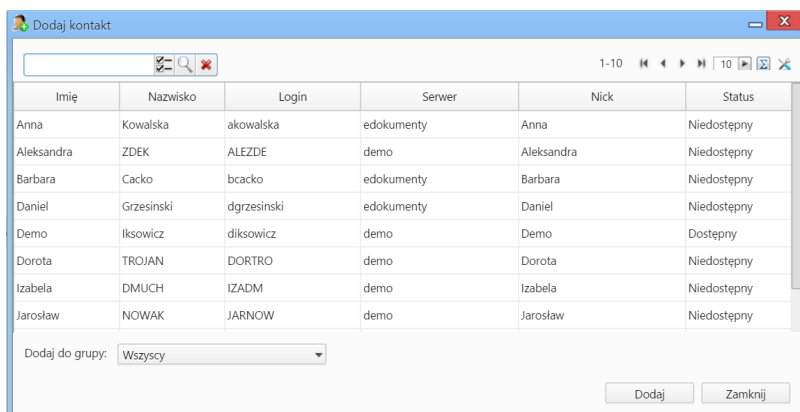 Dodaj kontakt
1-10 10
Imię Nazwisko Login Serwer Nick Status
Anna Kowalska akowalska edokumenty Anna Niedostępny
Aleksandra ZDEK ALEZDE demo Aleksandra Niedostępny
Barbara Cacko bcacko edokumenty Barbara Niedostępny
Daniel Grzesinski dgrzesinski edokumenty Daniel Niedostępny
Demo Iksowicz diksowicz demo Demo Dostępny
Dorota TROJAN DORTRO demo Dorota Niedostępny
Izabela DMUCH IZADM demo Izabela Niedostępny
Jarosław NOWAK JARNOW demo Jarosław Niedostępny
Dodaj do grupy: Wszyscy
Dodaj Zamknij